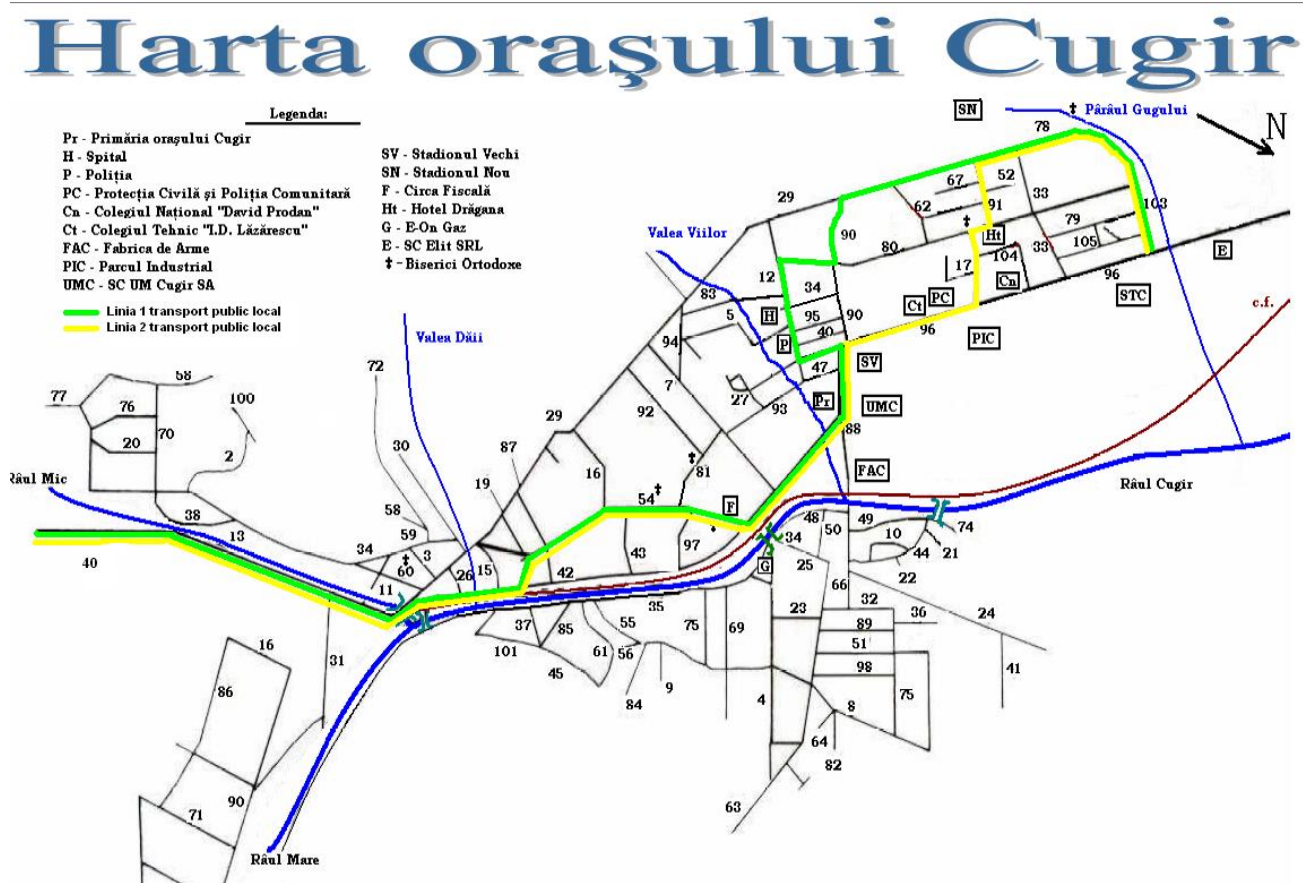 Harta oraşului Cugir
Legenda:
Pr - Primăria oraşului Cugir
H - Spital
P - Poliţia
PC - Protecţia Civilă şi Poliţia Comunitară
Cn - Colegiul Naţional "David Prodan"
Ct - Colegiul Tehnic "I.D. Lăzărescu"
FAC - Fabrica de Arme
PIC - Parcul Industrial
UMC - SC UM Cugir SA
Linia 1 transport public local
Linia 2 transport public local
SV - Stadionul Vechi
SN - Stadionul Nou
F - Circa Fiscală
Ht - Hotel Drăgana
G - E-On Gaz
E - SC Elit SRL
‡ - Biserici Ortodoxe
SN
Pârâul Gugului
N
78
67
52
29
62
91
33
103
Valea Viilor
90
80
Ht
79
33
105
E
12
17
104
Cn
96
STC
83
34
PC
Ct
c.f.
5
H
95
90
96
PIC
Valea Dăii
94
P
40
SV
72
7
47
58
77
76
100
27
93
Pr
UMC
92
29
88
20
70
30
87
2
16
81
FAC
Râul Mic
19
54
F
Râul Cugir
58
38
48
49
74
13
59
34
50
10
34
3
43
97
44
21
40
60
26
15
42
G
25
22
11
66
35
23
32
36
24
37
85
55
75
69
89
16
31
101
61
56
51
41
45
98
86
9
4
75
84
8
64
82
90
71
63
Râul Mare